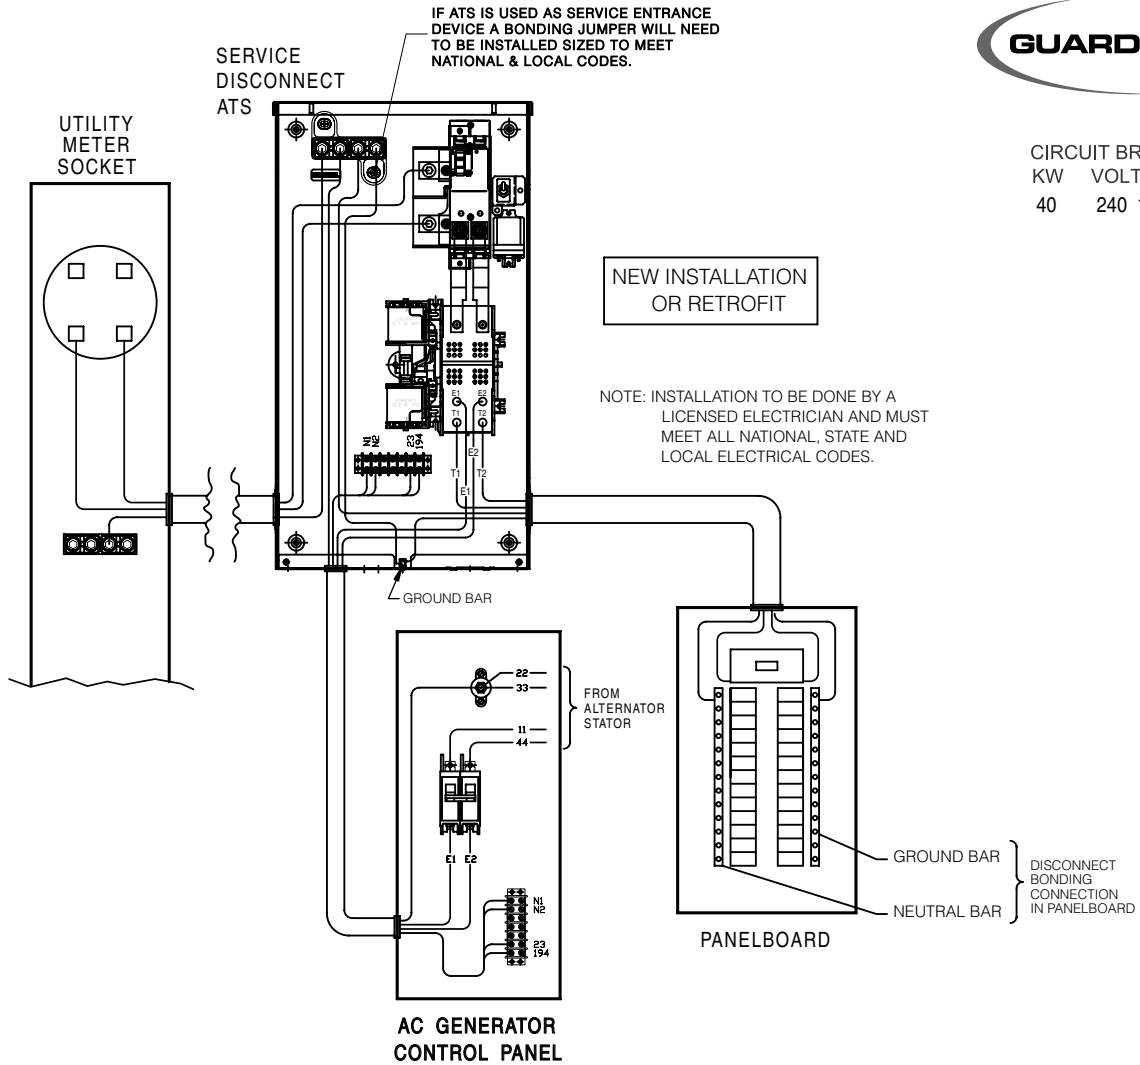 IF ATS IS USED AS SERVICE ENTRANCE
DEVICE A BONDING JUMPER WILL NEED
TO BE INSTALLED SIZED TO MEET
NATIONAL & LOCAL CODES.
GUARD
SERVICE
DISCONNECT
ATS
UTILITY
METER
SOCKET
CIRCUIT BR
KW VOLT
40 240
NEW INSTALLATION
OR RETROFIT
NOTE: INSTALLATION TO BE DONE BY A
LICENSED ELECTRICIAN AND MUST
MEET ALL NATIONAL, STATE AND
LOCAL ELECTRICAL CODES.
E1 E2
T1 T2
N1
N2
23
194
E2
T1 T2
E1
GROUND BAR
22
33
11
44
FROM
ALTERNATOR
STATOR
E1 E2
N1
N2
23
194
AC GENERATOR
CONTROL PANEL
GROUND BAR
NEUTRAL BAR
DISCONNECT
BONDING
CONNECTION
IN PANELBOARD
PANELBOARD